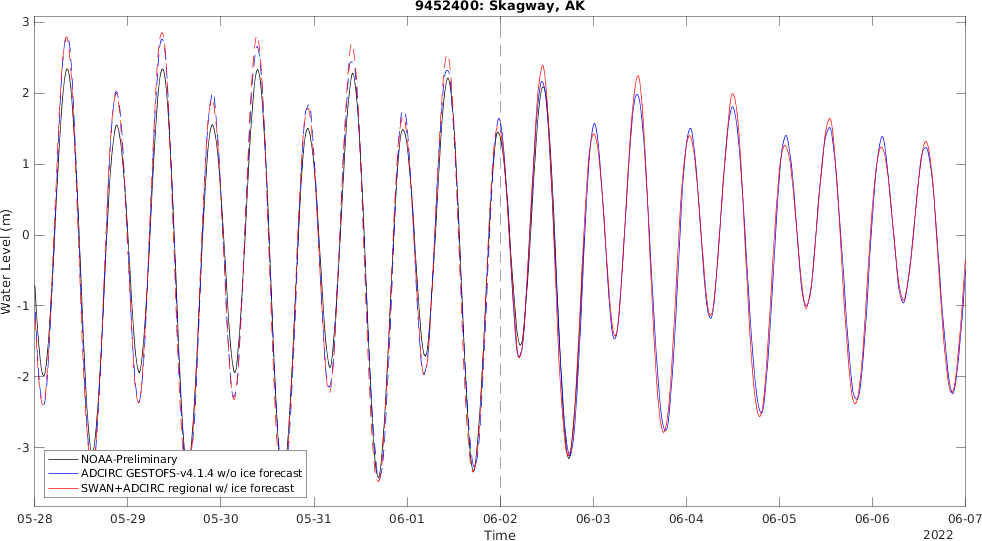 9452400: Skagway, AK
3
2
1
0
-1
-2
-3
Water Level (m)
NOAA-Preliminary
ADCIRC GESTOFS-v4.1.4 w/o ice forecast
SWAN+ADCIRC regional w/ ice forecast
05-28 05-29 05-30 05-31 06-01 06-02 06-03 06-04 06-05 06-06 06-07
Time
2022